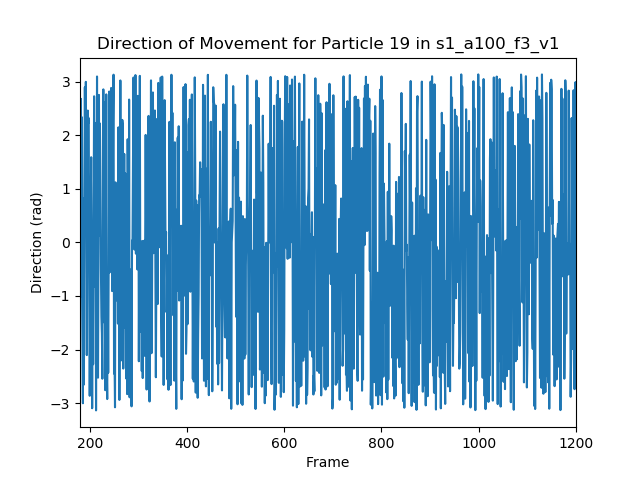 Direction of Movement for Particle 19 in s1_a100_f3_v1
Direction (rad)
3
2
1
0
−1
−2
−3
200 400 600 800 1000 1200
Frame